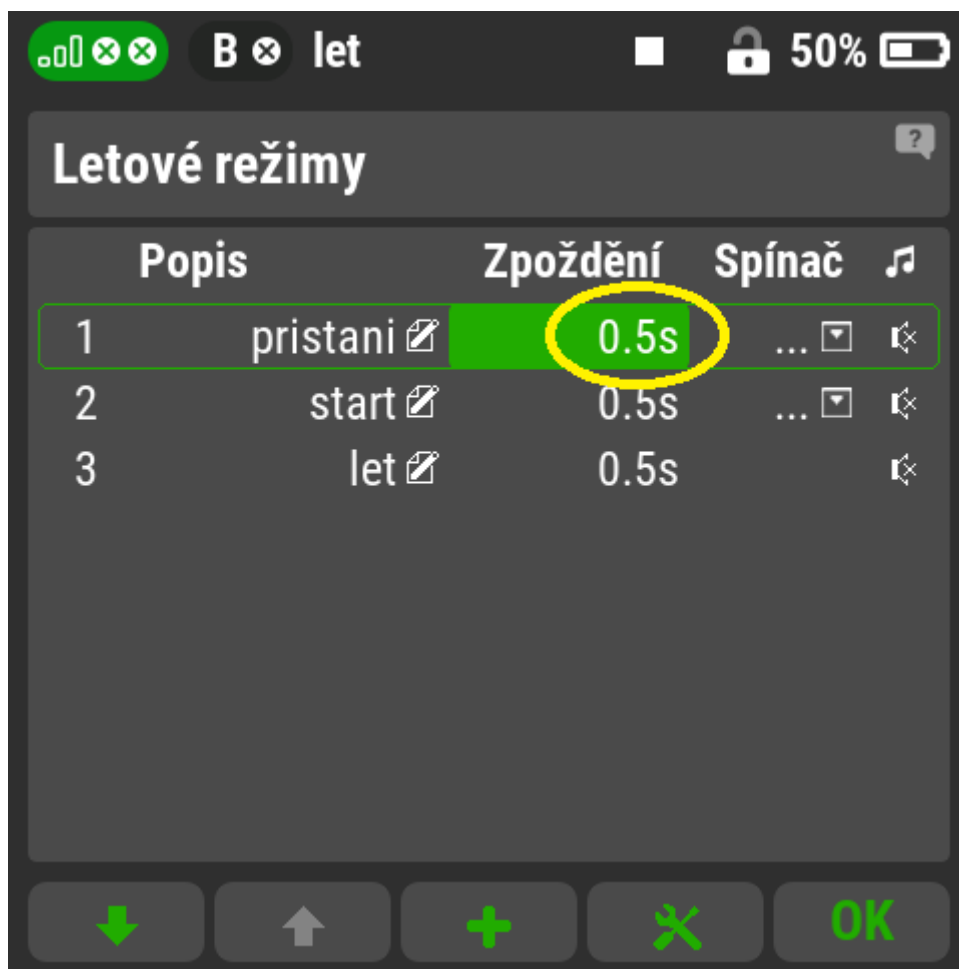 B let 50%
Letové režimy
?
Popis Zpoždění Spínač
1 pristani 0.5s ...
2 start 0.5s ...
3 let 0.5s
OK